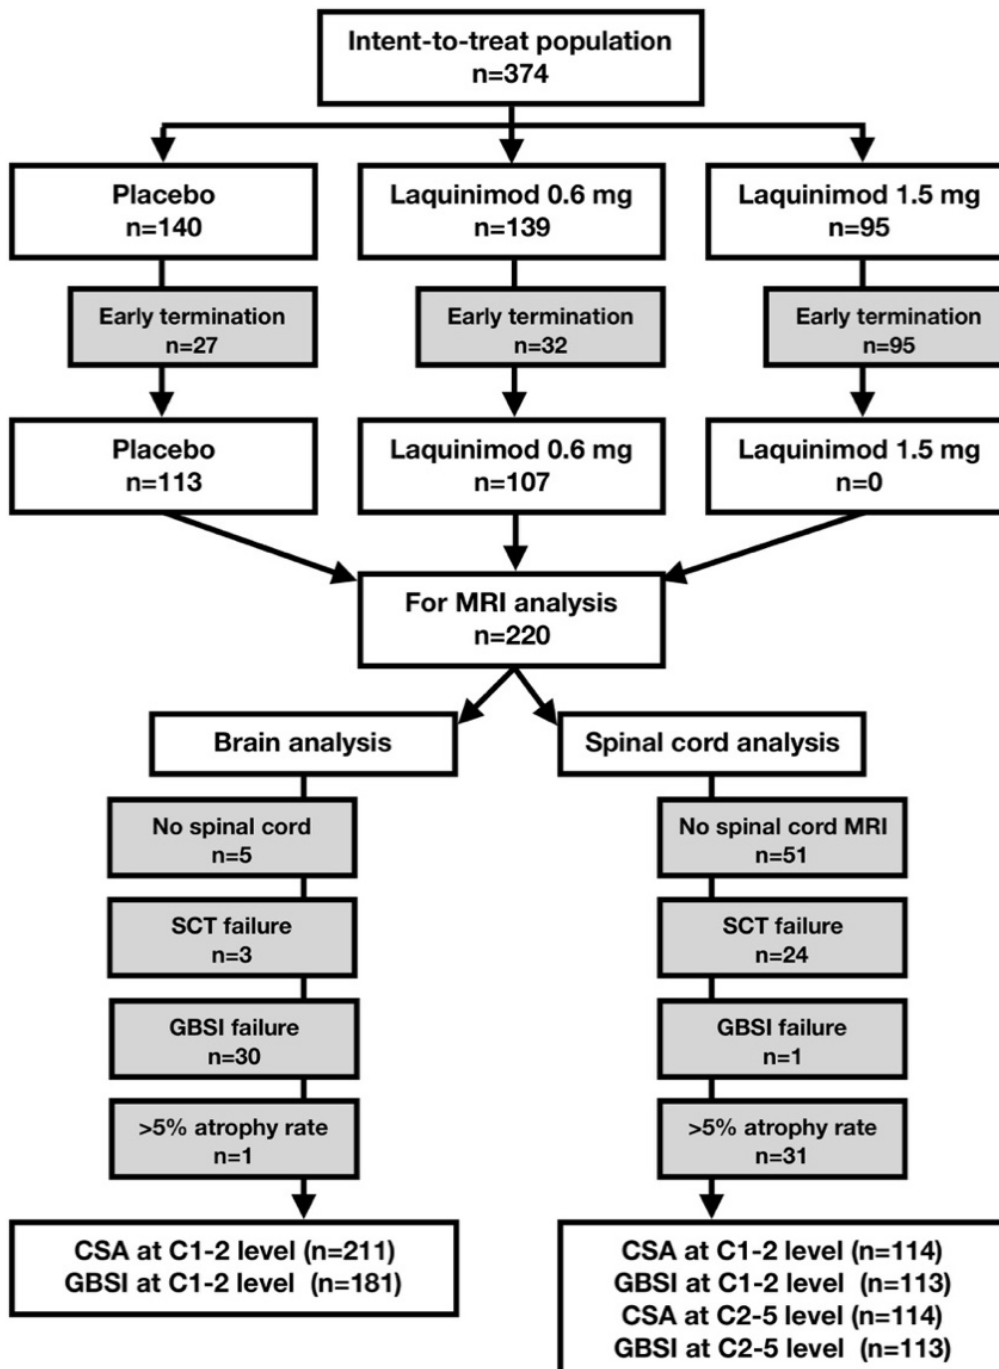 Intent-to-treat population
n=374
Placebo
n=140
Laquinimod 0.6 mg
n=139
Laquinimod 1.5 mg
n=95
Early termination
n=27
Early termination
n=32
Early termination
n=95
Placebo
n=113
Laquinimod 0.6 mg
n=107
Laquinimod 1.5 mg
n=0
For MRI analysis
n=220
Brain analysis
No spinal cord
n=5
SCT failure
n=3
GBSI failure
n=30
>5% atrophy rate
n=1
CSA at C1-2 level (n=211)
GBSI at C1-2 level (n=181)
Spinal cord analysis
No spinal cord MRI
n=51
SCT failure
n=24
GBSI failure
n=1
>5% atrophy rate
n=31
CSA at C1-2 level (n=114)
GBSI at C1-2 level (n=113)
CSA at C2-5 level (n=114)
GBSI at C2-5 level (n=113)